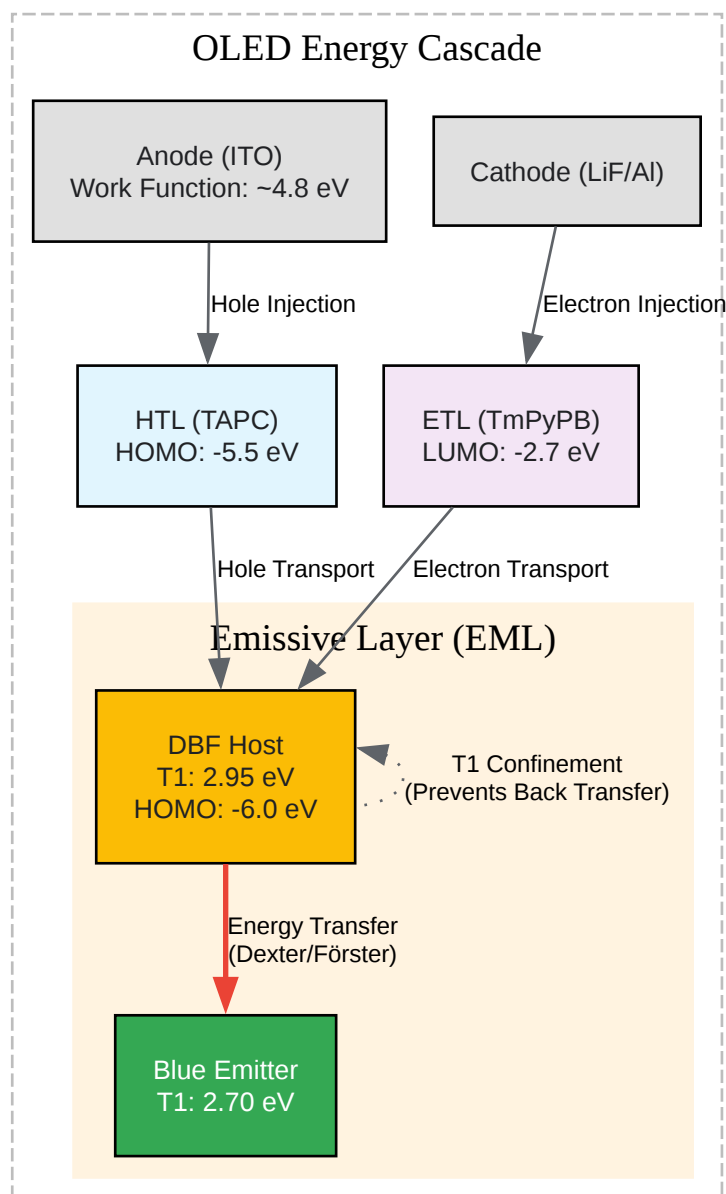 OLED Energy Cascade
Anode (ITO)
Work Function: ~4.8 eV
Cathode (LiF/Al)
Hole Injection
Electron Injection
HTL (TAPC)
HOMO: -5.5 eV
ETL (TmPyPB)
LUMO: -2.7 eV
Hole Transport
Electron Transport
Emissive Layer (EML)
DBF Host
T1: 2.95 eV
HOMO: -6.0 eV
T1 Confinement
(Prevents Back Transfer)
Energy Transfer
(Dexter/Förster)
Blue Emitter
T1: 2.70 eV